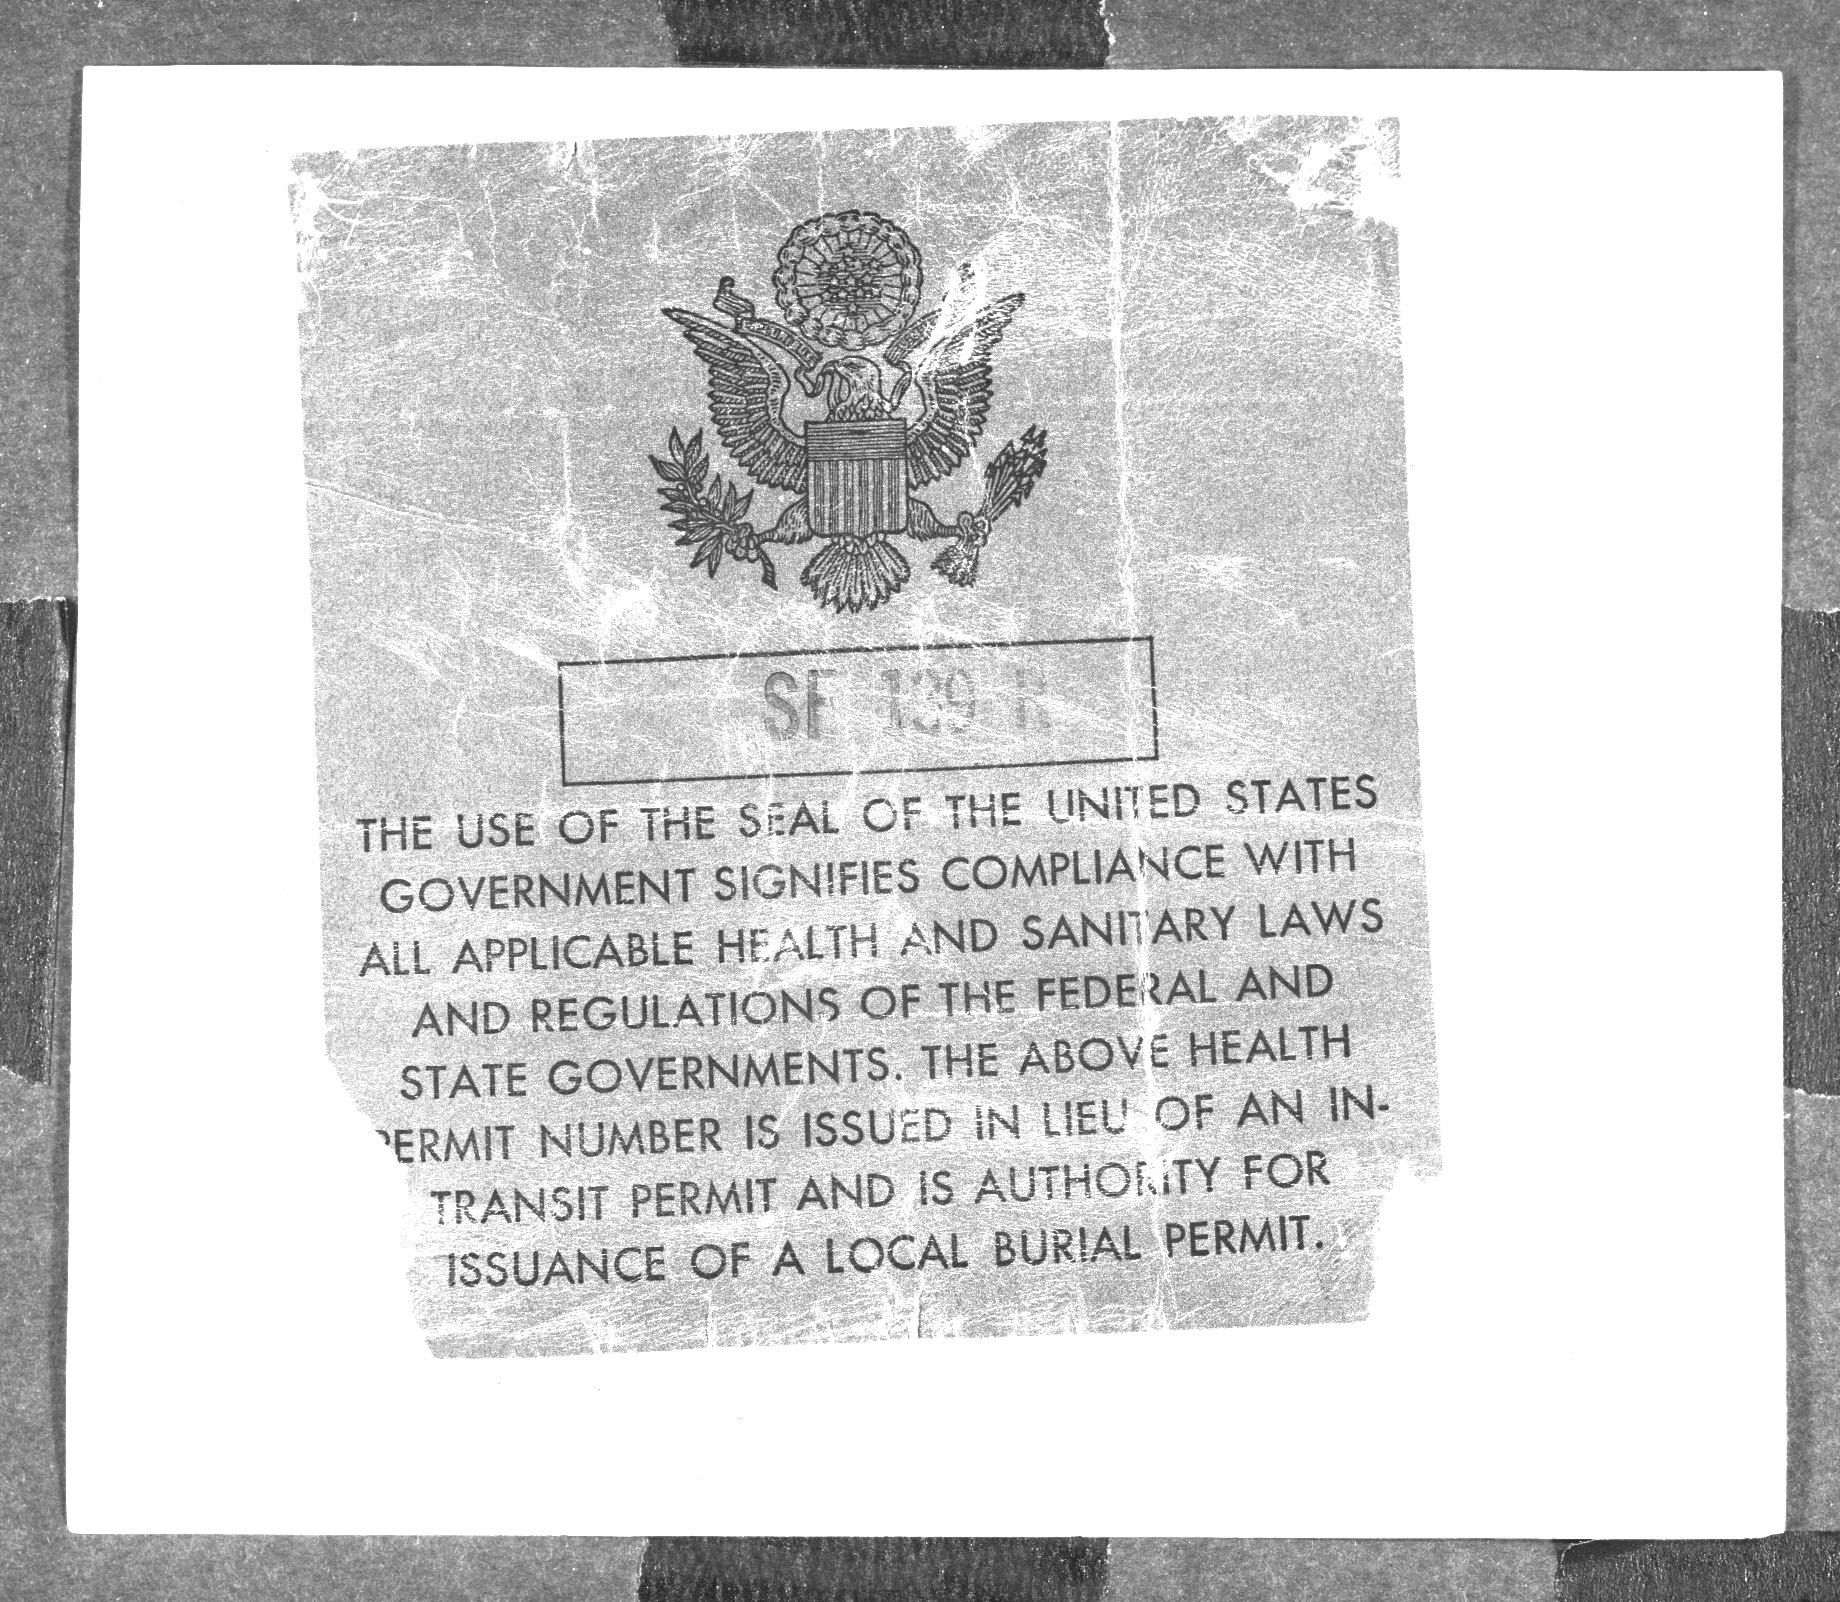 SF 139 R
THE USE OF THE SEAL OF THE UNITED STATES
GOVERNMENT SIGNIFIES COMPLIANCE WITH
ALL APPLICABLE HEALTH AND SANITARY LAWS
AND REGULATIONS OF THE FEDERAL AND
STATE GOVERNMENTS. THE ABOVE HEALTH
PERMIT NUMBER IS ISSUED IN LIEU OF AN IN-
TRANSIT PERMIT AND IS AUTHORITY FOR
ISSUANCE OF A LOCAL BURIAL PERMIT.